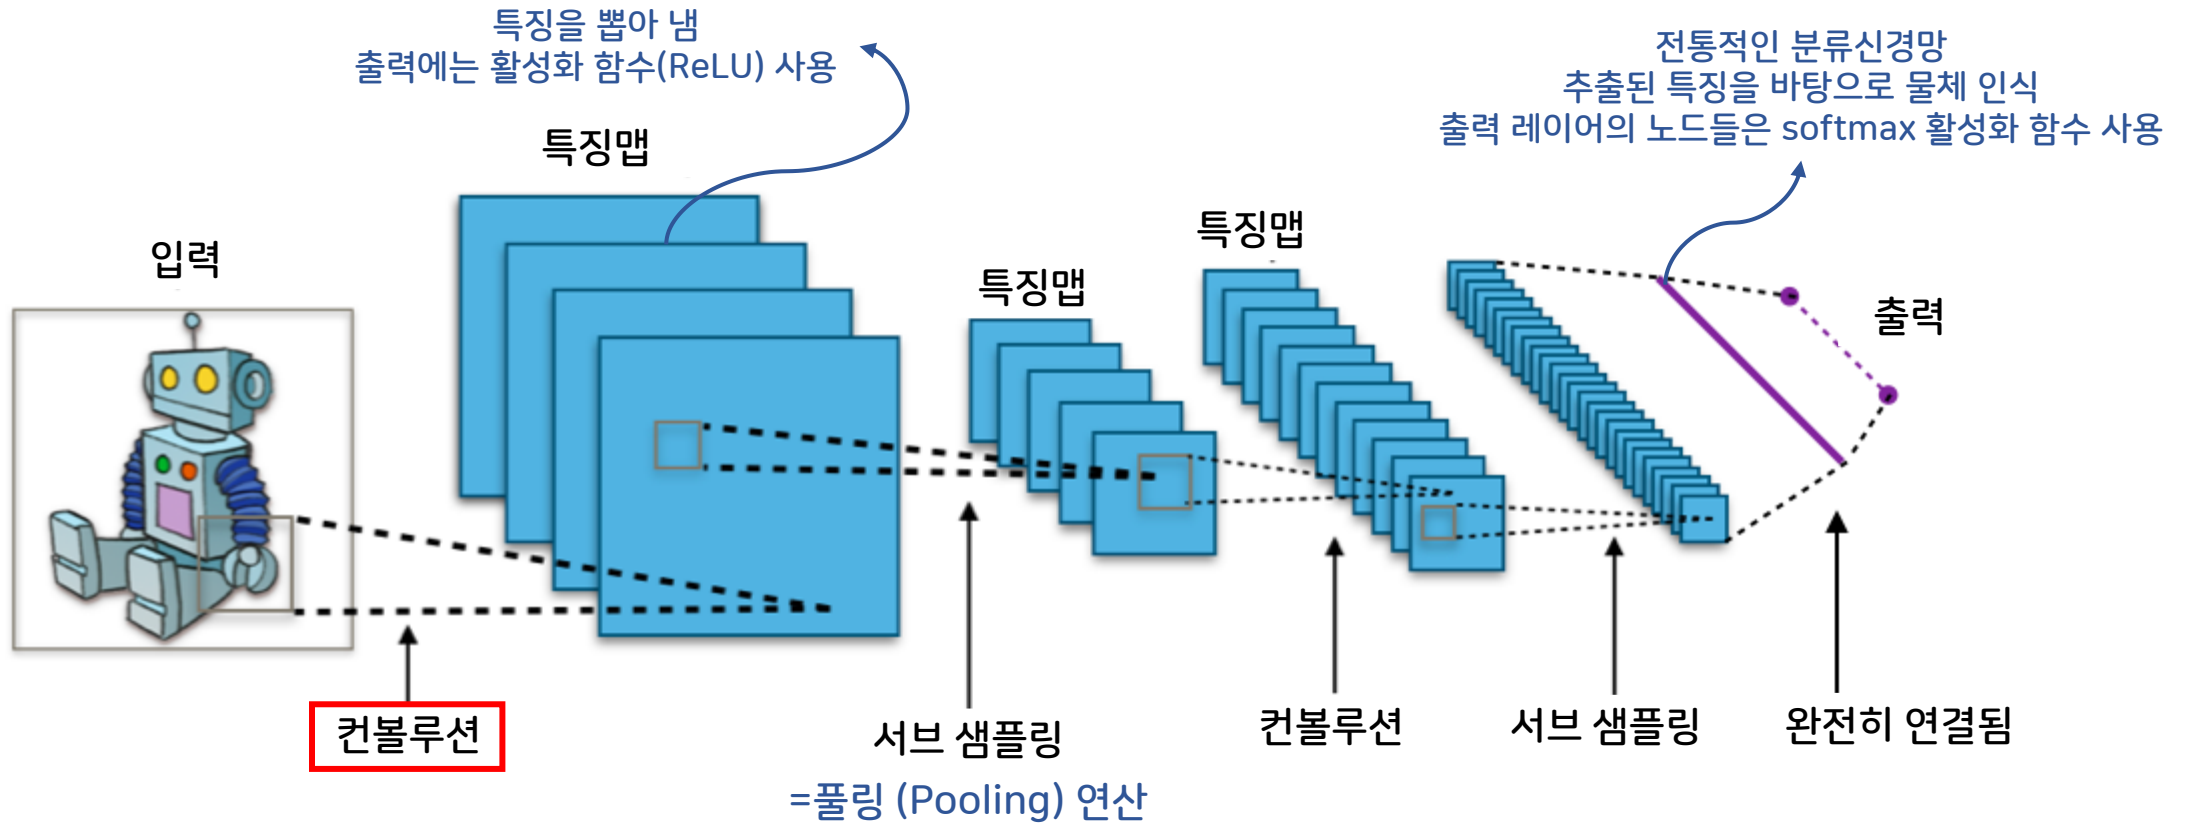 특징을 뽑아 냄
출력에는 활성화 함수(ReLU) 사용
전통적인 분류신경망
추출된 특징을 바탕으로 물체 인식
출력 레이어의 노드들은 softmax 활성화 함수 사용
입력
특징맵
특징맵
특징맵
출력
컨볼루션
서브 샘플링
=풀링 (Pooling) 연산
컨볼루션
서브 샘플링
완전히 연결됨